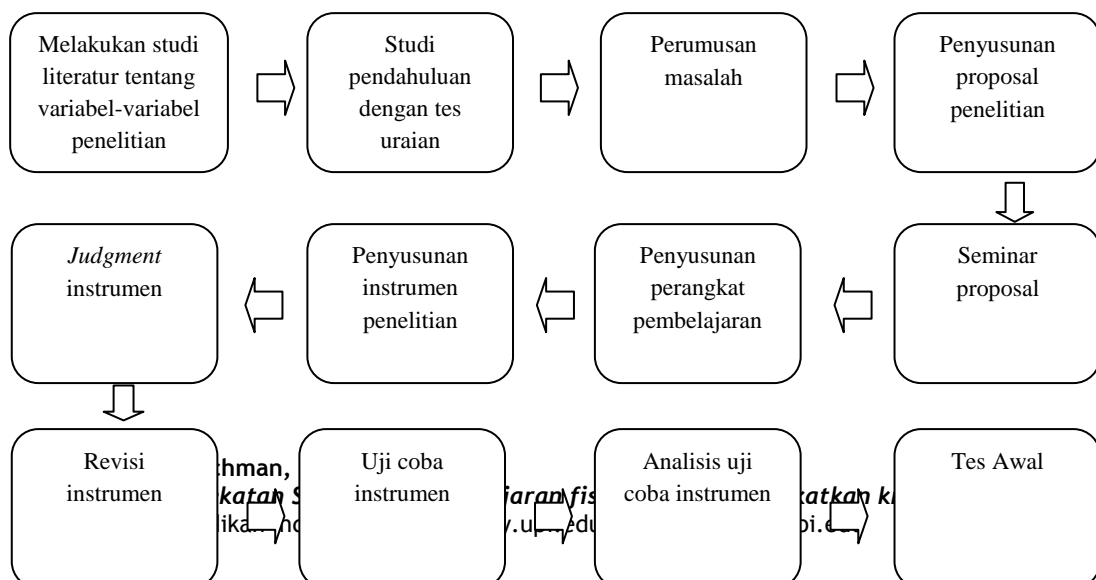 Melakukan studi
literatur tentang
variabel-variabel
penelitian
Studi
pendahuluan
dengan tes
uraian
Perumusan
masalah
Penyusunan
proposal
penelitian
Judgment
instrumen
Penyusunan
instrumen
penelitian
Penyusunan
perangkat
pembelajaran
Seminar
proposal
Revisi
instrumen
Uji coba
instrumen
Analisis uji
coba instrumen
Tes Awal